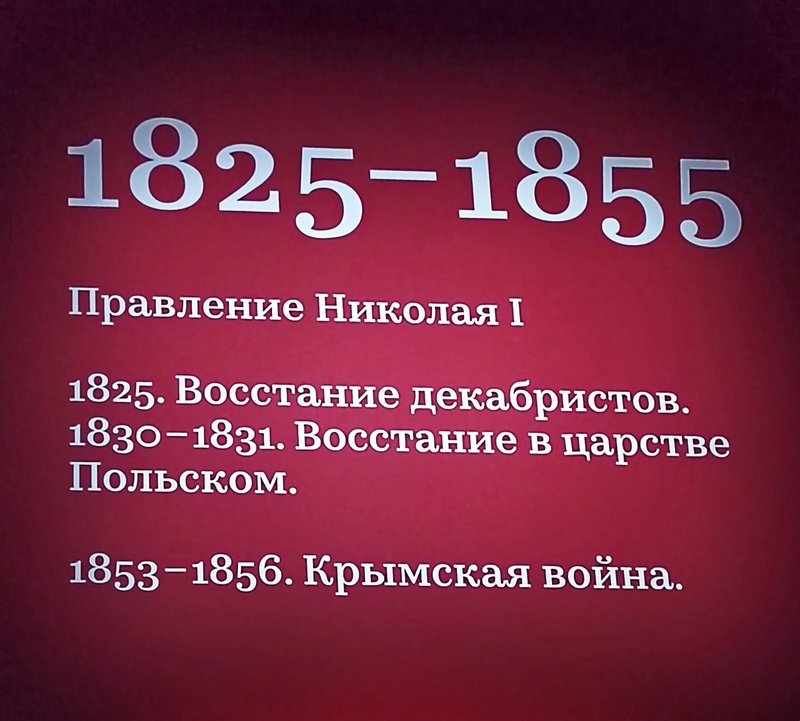 1825–1855
Правление Николая I
1825. Восстание декабристов.
1830–1831. Восстание в царстве
Польском.
1853–1856. Крымская война.